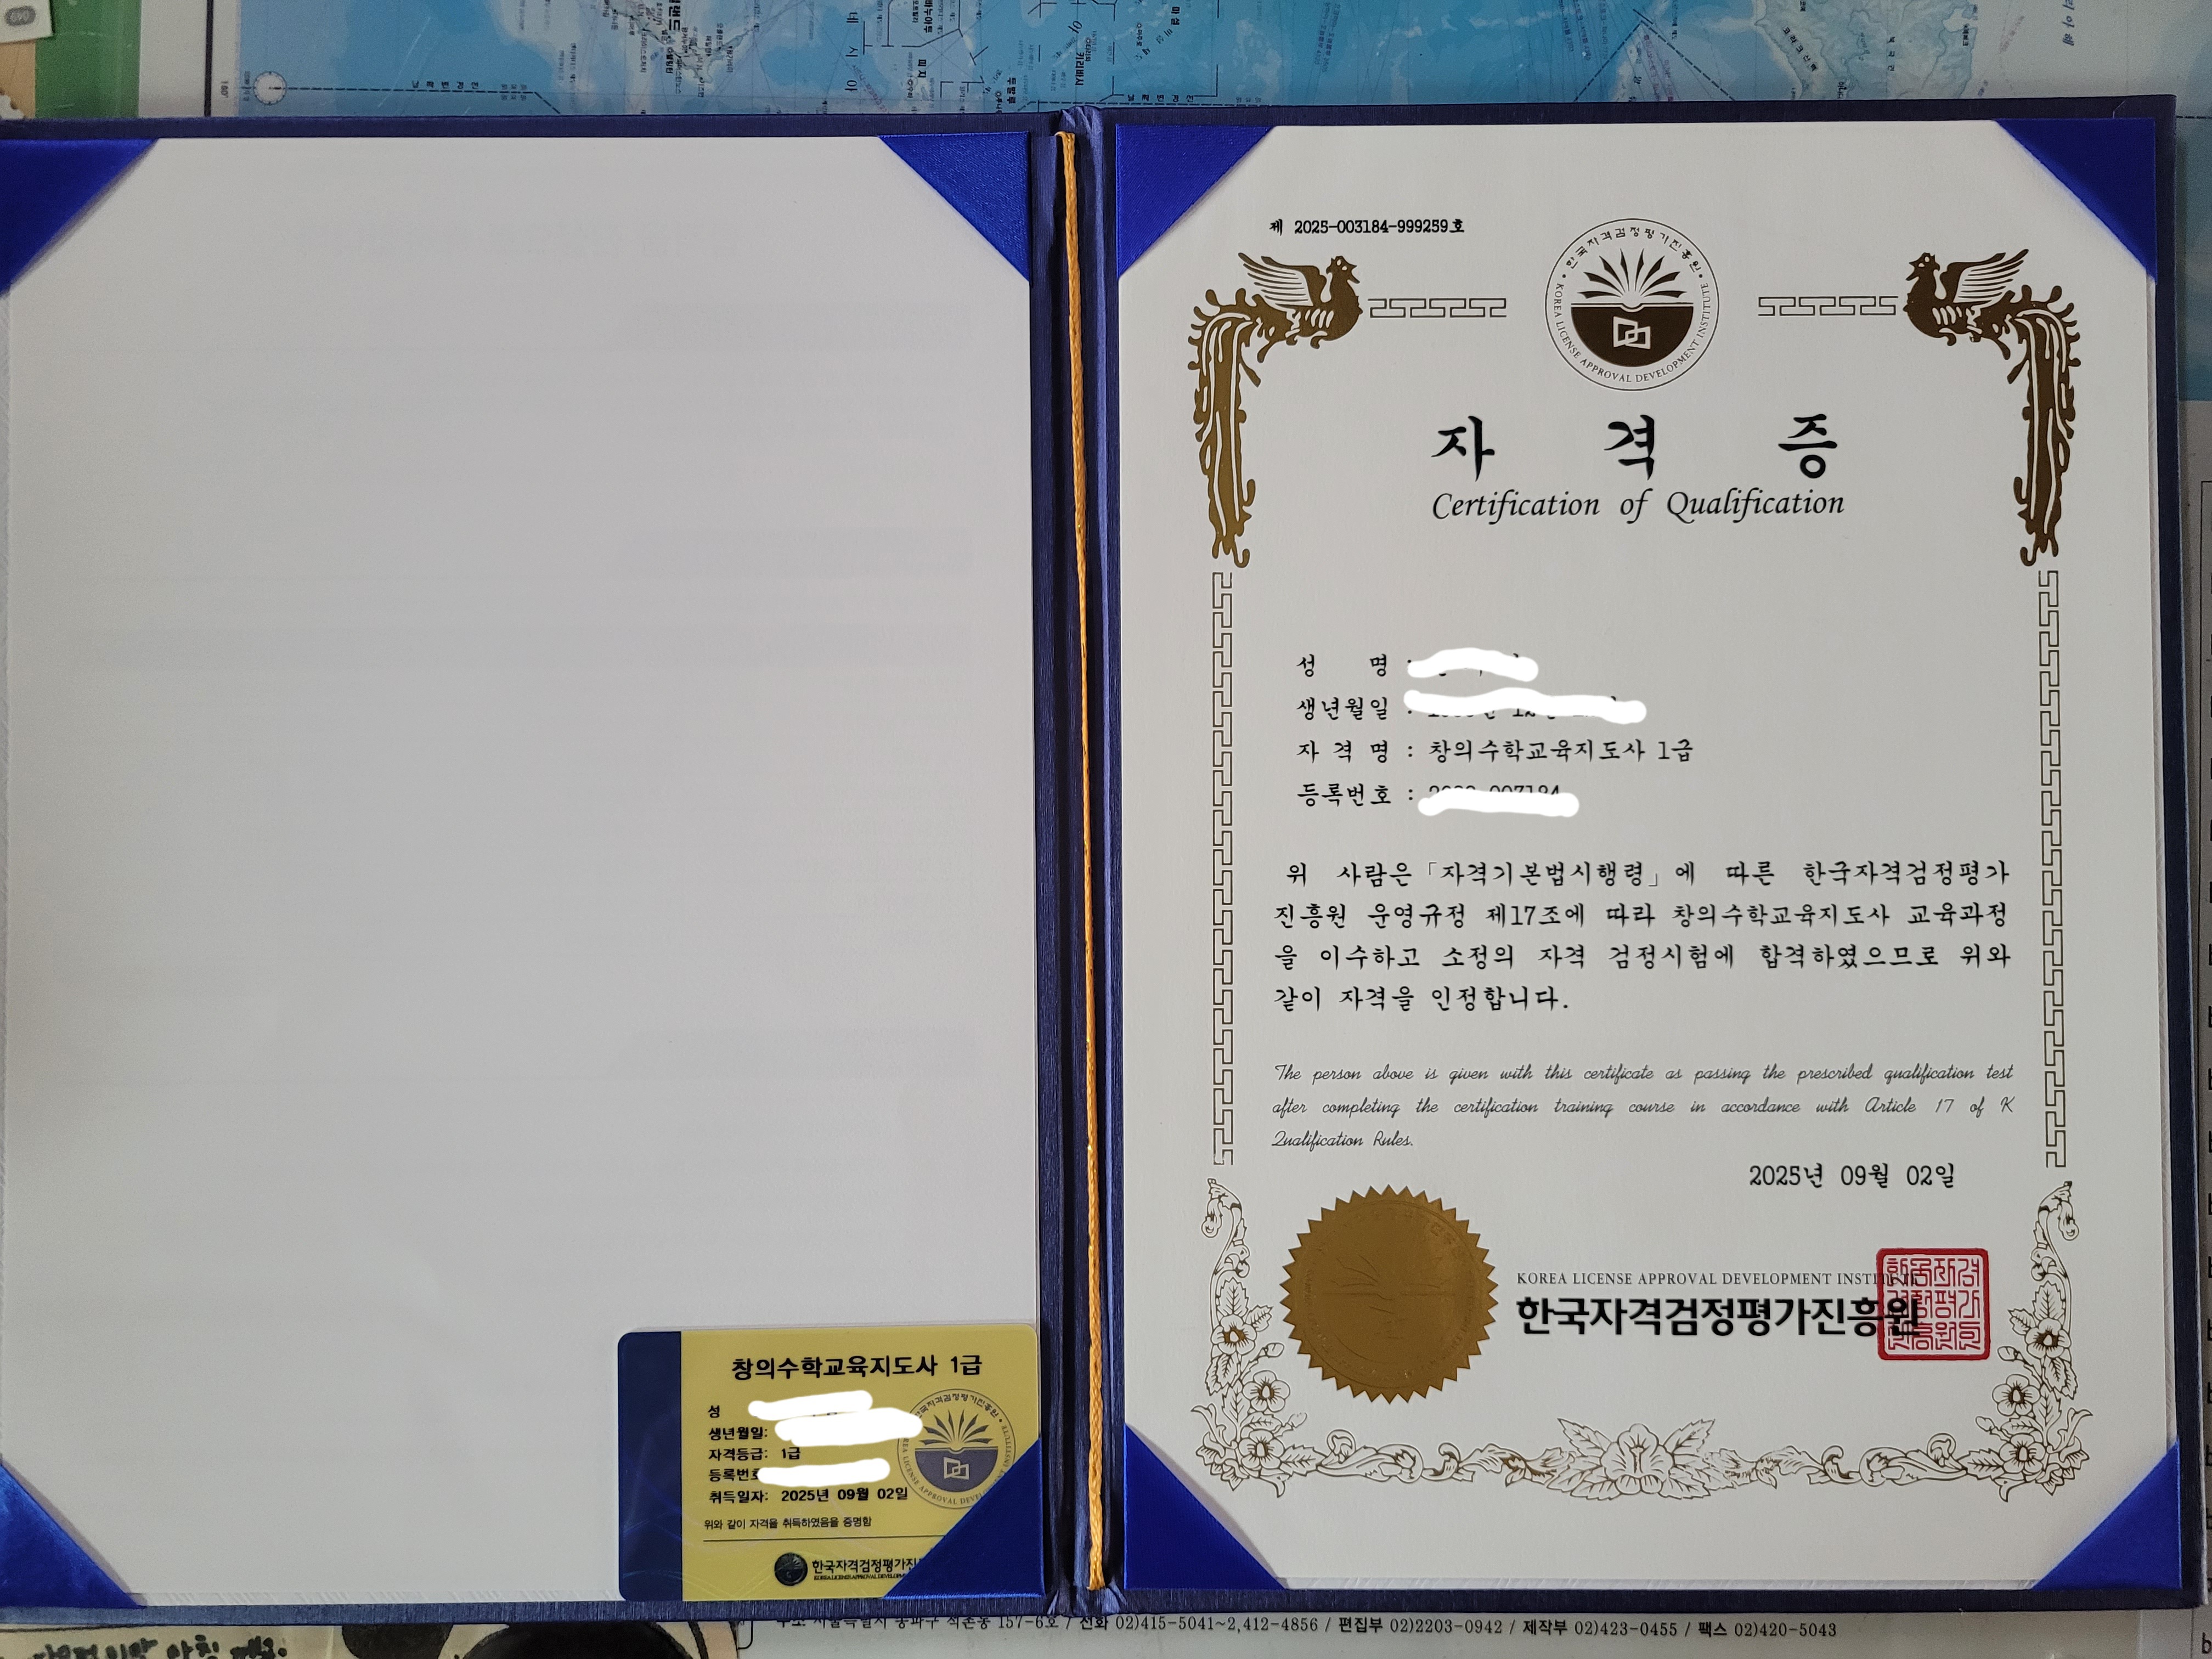 제 2025-003184-999259호
한국자격검정평가진흥원
KOREA LICENSE APPROVAL DEVELOPMENT INSTITUTE
자 격 증
Certification of Qualification
성 명 :
생년월일 :
자 격 명 : 창의수학교육지도사 1급
등록번호 :
위 사람은「자격기본법시행령」에 따른 한국자격검정평가
진흥원 운영규정 제17조에 따라 창의수학교육지도사 교육과정
을 이수하고 소정의 자격 검정시험에 합격하였으므로 위와
같이 자격을 인정합니다.
The person above is given with this certificate as passing the prescribed qualification test
after completing the certification training course in accordance with Article 17 of K
Qualification Rules.
2025년 09월 02일
KOREA LICENSE APPROVAL DEVELOPMENT
한국자격검정평가진흥원
창의수학교육지도사 1급
성
생년월일:
자격등급: 1급
등록번호
취득일자: 2025년 09월 02일
위와 같이 자격을 취득하였음을 증명함
한국자격검정평가진
157-6호 / 전화 02)415-5041~2,412-4856 / 편집부 02)2203-0942 / 제작부 02)423-0455 / 팩스 02)420-5043